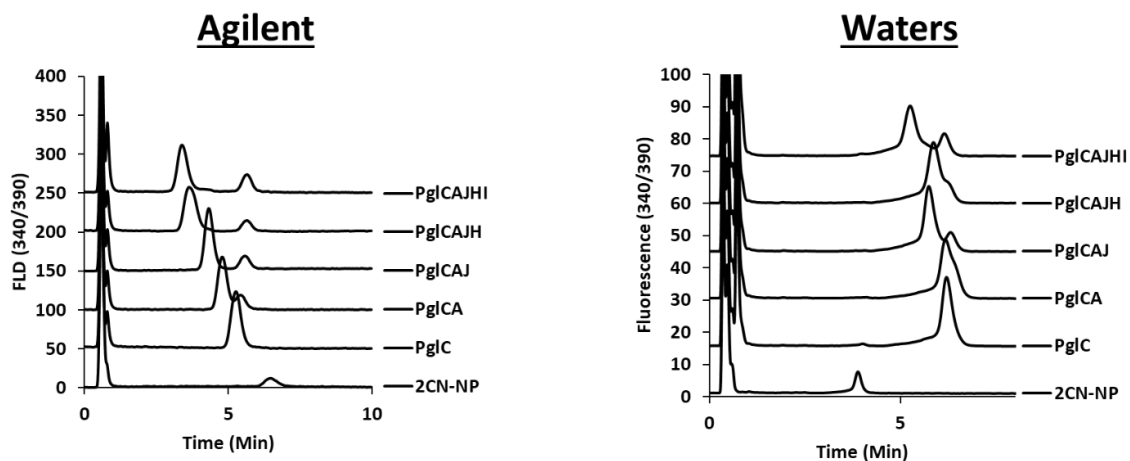 Agilent
FLD (340/390)
400
350
300
250
200
150
100
50
0
PglCAJHI
PglCAJH
PglCAJ
PglCA
PglC
2CN-NP
0 5 10
Time (Min)
Waters
Fluorescence (340/390)
100
90
80
70
60
50
40
30
20
10
0
PglCAJHI
PglCAJH
PglCAJ
PglCA
PglC
2CN-NP
0 5
Time (Min)